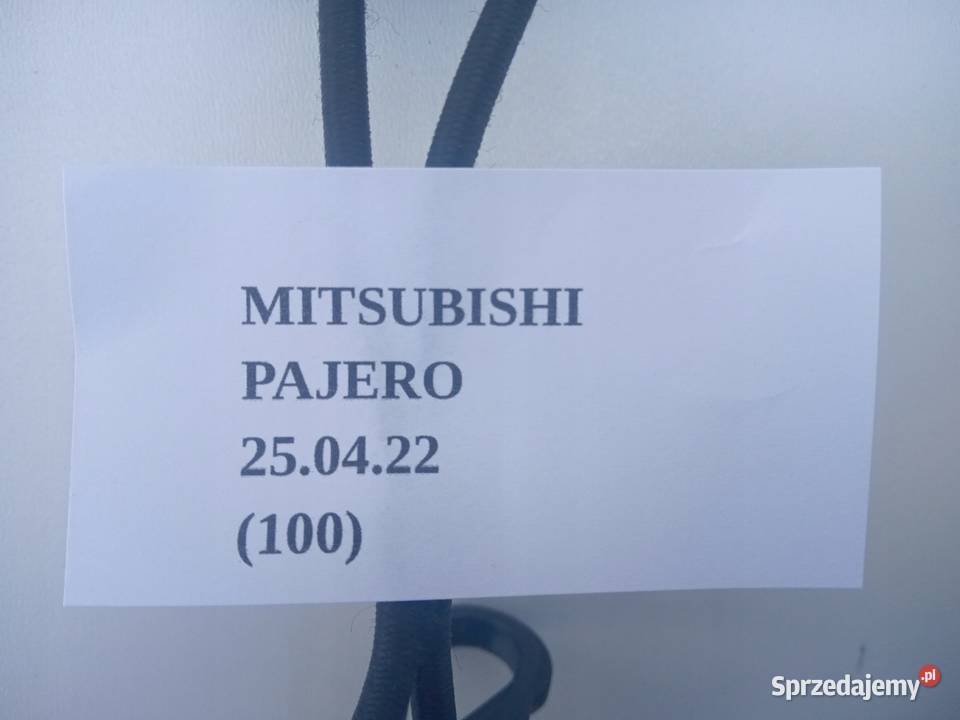 MITSUBISHI
PAJERO
25.04.22
(100)
Sprzedajemy.pl